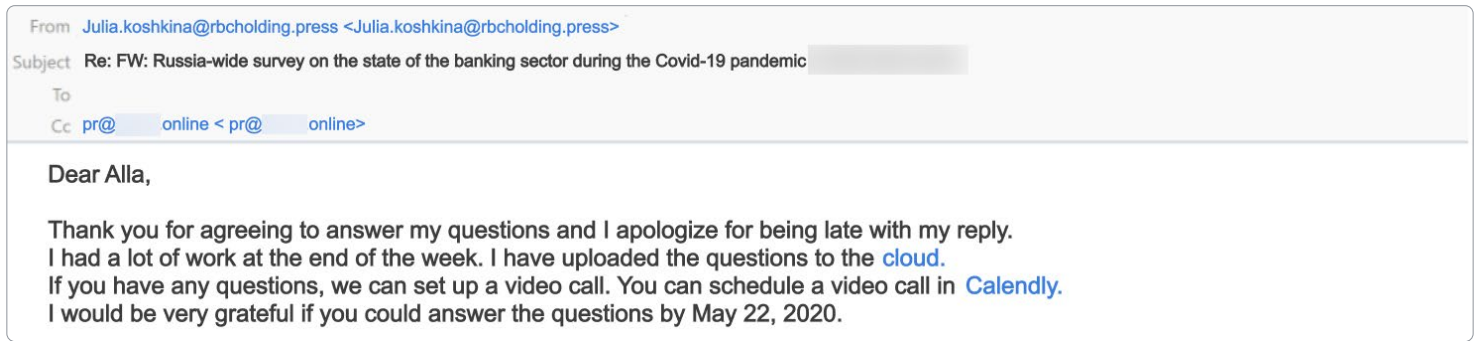 From Julia.koshkina@rbcholding.press <Julia.koshkina@rbcholding.press>
Subject Re: FW: Russia-wide survey on the state of the banking sector during the Covid-19 pandemic
To
Cc pr@ online < pr@ online>
Dear Alla,
Thank you for agreeing to answer my questions and I apologize for being late with my reply.
I had a lot of work at the end of the week. I have uploaded the questions to the cloud.
If you have any questions, we can set up a video call. You can schedule a video call in Calendly.
I would be very grateful if you could answer the questions by May 22, 2020.